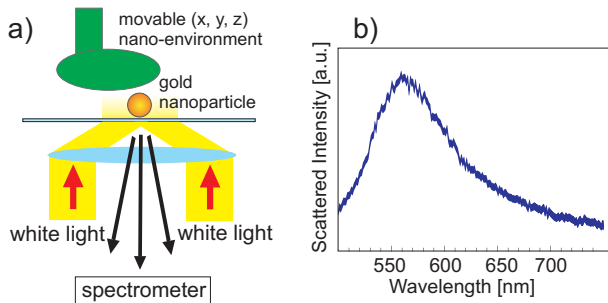 a)
movable (x, y, z)
nano-environment
gold
nanoparticle
white light
white light
spectrometer
b)
Scattered Intensity [a.u.]
550
600
650
700
Wavelength [nm]